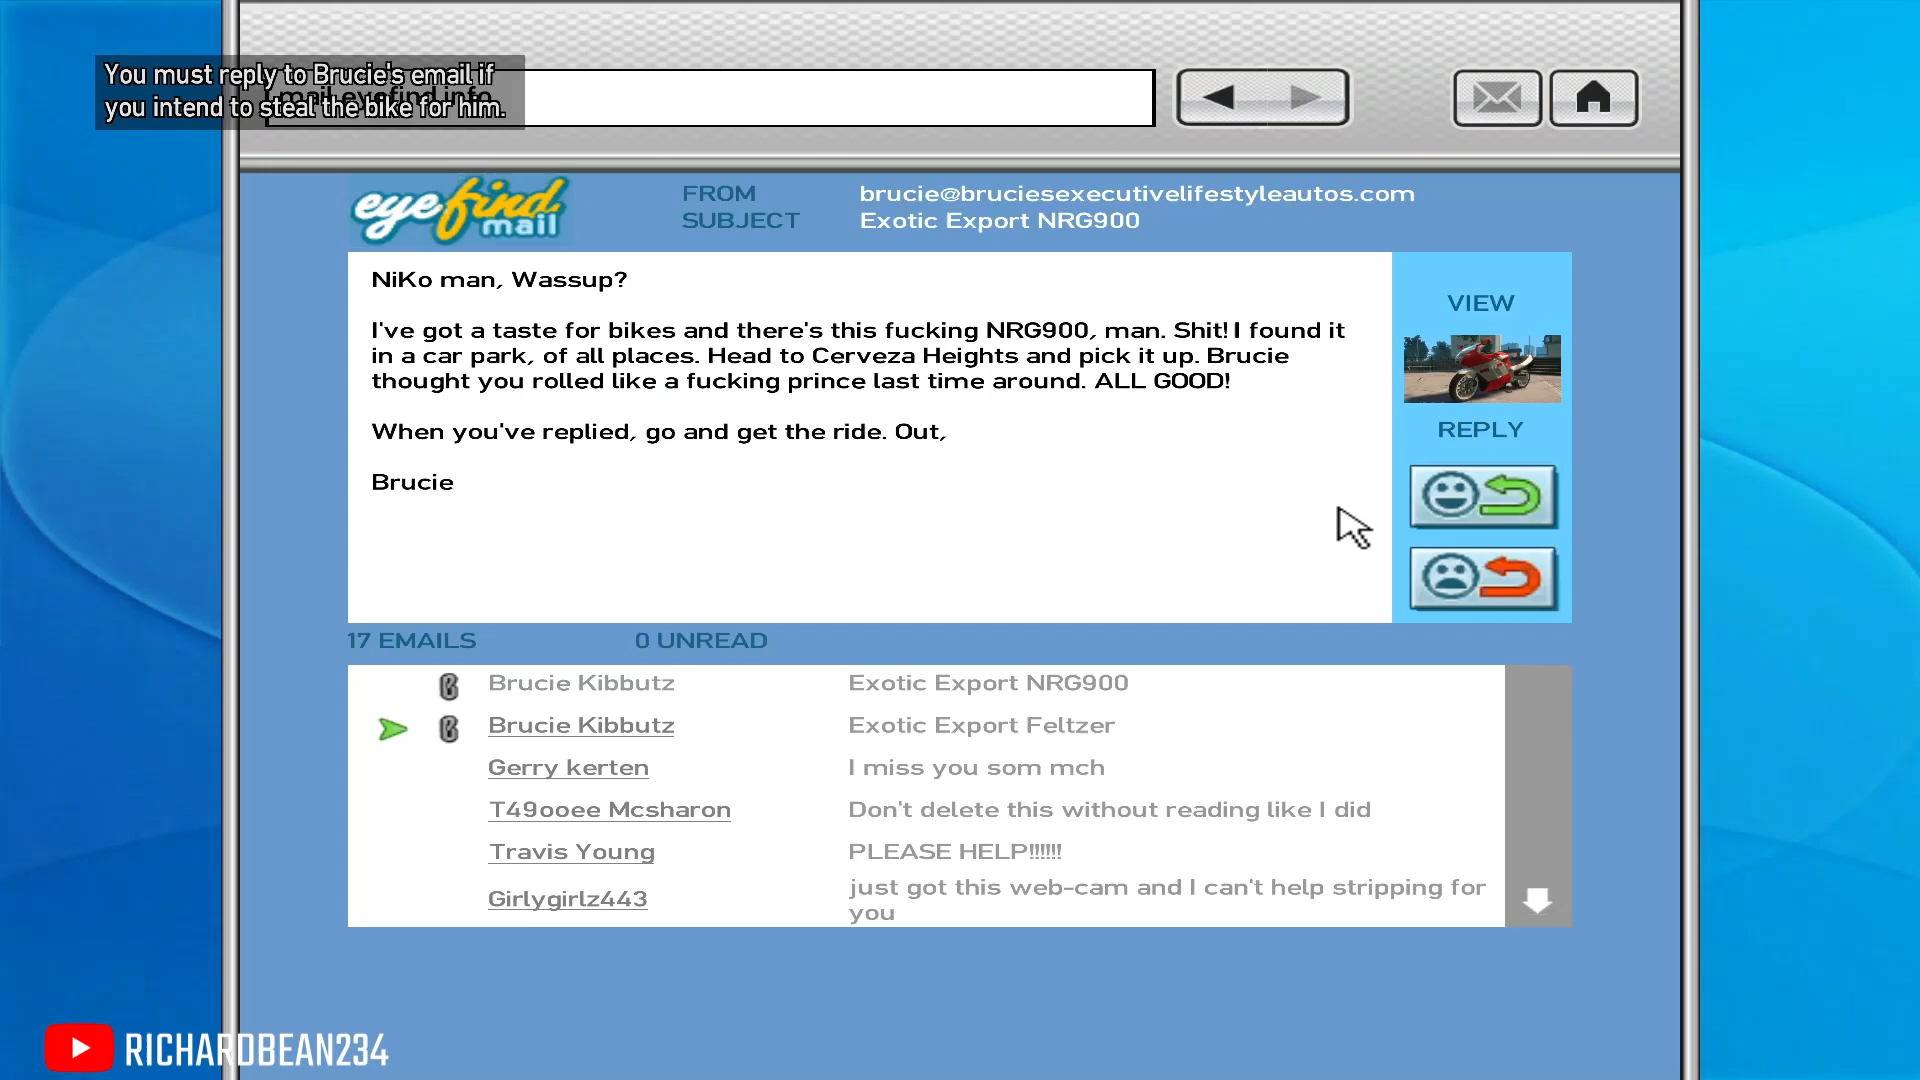 You must reply to Brucie's email if
you intend to steal the bike for him.
mail.eyefind.info
eyefind
mail
FROM brucie@bruciesexecutivelifestyleautos.com
SUBJECT Exotic Export NRG900
NiKo man, Wassup?
I've got a taste for bikes and there's this fucking NRG900, man. Shit! I found it
in a car park, of all places. Head to Cerveza Heights and pick it up. Brucie
thought you rolled like a fucking prince last time around. ALL GOOD!
When you've replied, go and get the ride. Out,
Brucie
VIEW
REPLY
17 EMAILS 0 UNREAD
Brucie Kibbutz Exotic Export NRG900
Brucie Kibbutz Exotic Export Feltzer
Gerry kerten I miss you som mch
T49ooee Mcsharon Don't delete this without reading like I did
Travis Young PLEASE HELP!!!!!!
Girlygirlz443 just got this web-cam and I can't help stripping for
you
RICHARDBEAN234